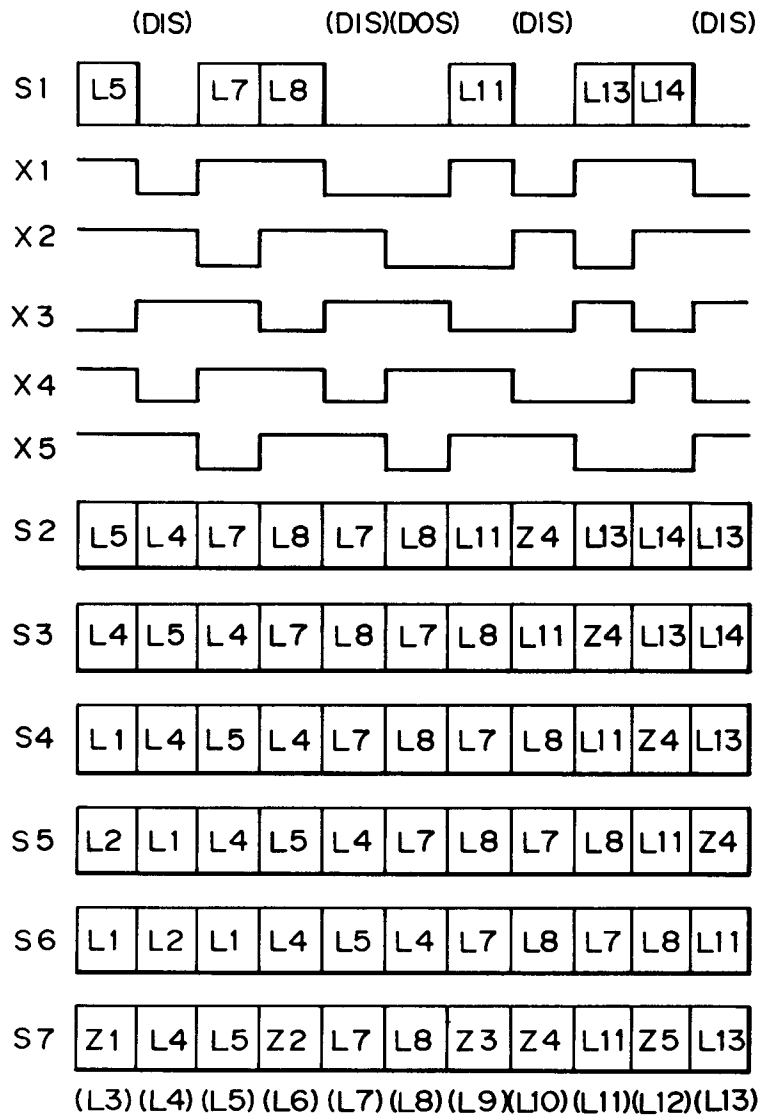 (DIS) (DIS)(DOS) (DIS) (DIS)
S1 L5 L7 L8 L11 L13 L14
X1
X2
X3
X4
X5
S2 L5 L4 L7 L8 L7 L8 L11 Z4 L13 L14 L13
S3 L4 L5 L4 L7 L8 L7 L8 L11 Z4 L13 L14
S4 L1 L4 L5 L4 L7 L8 L7 L8 L11 Z4 L13
S5 L2 L1 L4 L5 L4 L7 L8 L7 L8 L11 Z4
S6 L1 L2 L1 L4 L5 L4 L7 L8 L7 L8 L11
S7 Z1 L4 L5 Z2 L7 L8 Z3 Z4 L11 Z5 L13
(L3) (L4) (L5) (L6) (L7) (L8) (L9) (L10) (L11) (L12) (L13)